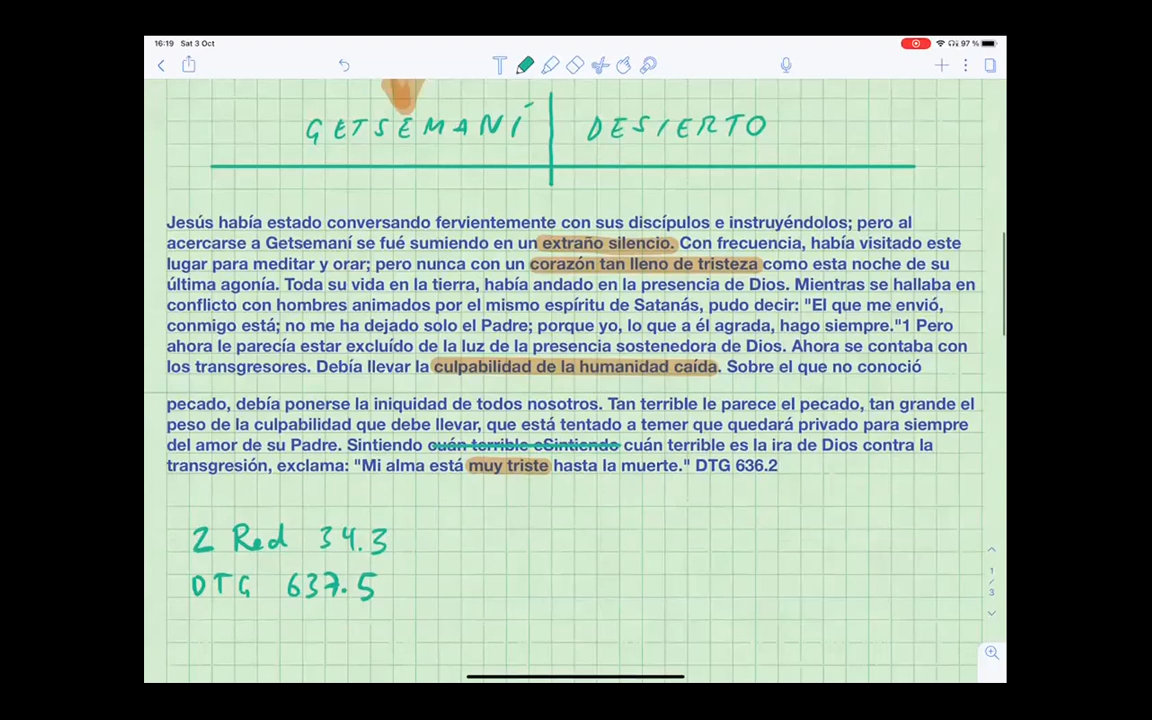 16:19 Sat 3 Oct
97 %
GETSEMANÍ DESIERTO
Jesús había estado conversando fervientemente con sus discípulos e instruyéndolos; pero al
acercarse a Getsemaní se fué sumiendo en un extraño silencio. Con frecuencia, había visitado este
lugar para meditar y orar; pero nunca con un corazón tan lleno de tristeza como esta noche de su
última agonía. Toda su vida en la tierra, había andado en la presencia de Dios. Mientras se hallaba en
conflicto con hombres animados por el mismo espíritu de Satanás, pudo decir: "El que me envió,
conmigo está; no me ha dejado solo el Padre; porque yo, lo que a él agrada, hago siempre."1 Pero
ahora le parecía estar excluído de la luz de la presencia sostenedora de Dios. Ahora se contaba con
los transgresores. Debía llevar la culpabilidad de la humanidad caída. Sobre el que no conoció
pecado, debía ponerse la iniquidad de todos nosotros. Tan terrible le parece el pecado, tan grande el
peso de la culpabilidad que debe llevar, que está tentado a temer que quedará privado para siempre
del amor de su Padre. Sintiendo cuán terrible eSintiendo cuán terrible es la ira de Dios contra la
transgresión, exclama: "Mi alma está muy triste hasta la muerte." DTG 636.2
2 Red 34.3
DTG 637.5
1
/
3